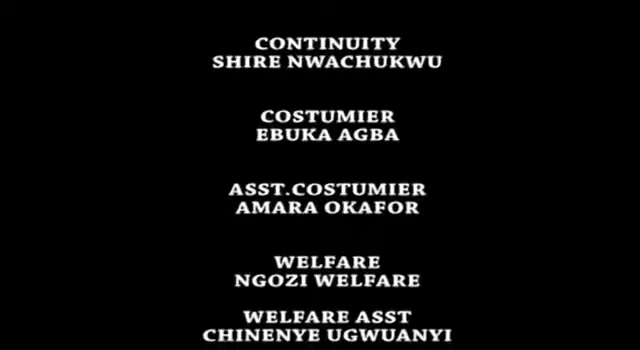 CONTINUITY
SHIRE NWACHUKWU
COSTUMIER
EBUKA AGBA
ASST.COSTUMIER
AMARA OKAFOR
WELFARE
NGOZI WELFARE
WELFARE ASST
CHINENYE UGWUANYI